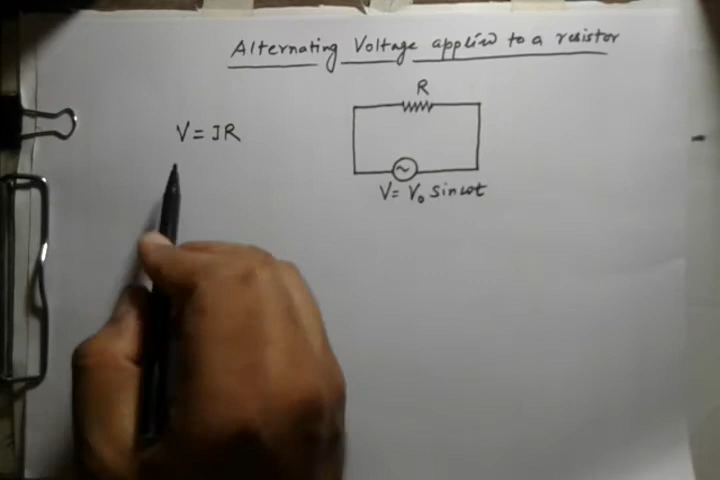 Alternating Voltage applied to a resistor
R
V = IR
V = V₀ sin ωt